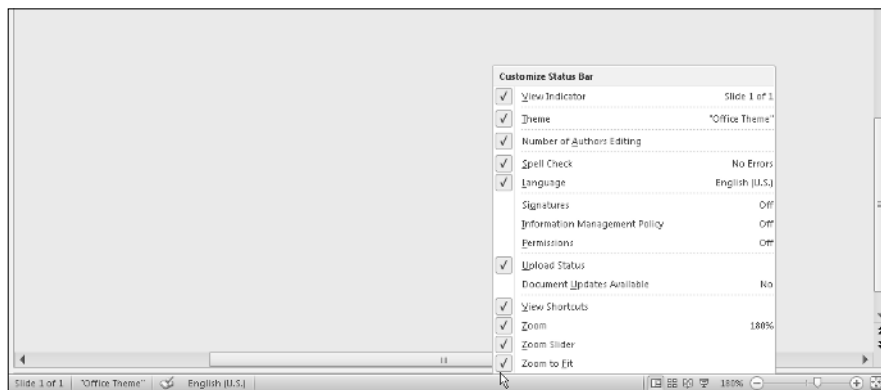 Customize Status Bar
View Indicator Slide 1 of 1
Theme "Office Theme"
Number of Authors Editing
Spell Check No Errors
Language English (U.S.)
Signatures Off
Information Management Policy Off
Permissions Off
Upload Status
Document Updates Available No
View Shortcuts
Zoom 180%
Zoom Slider
Zoom to Fit
Slide 1 of 1 "Office Theme" English (U.S.) 180%